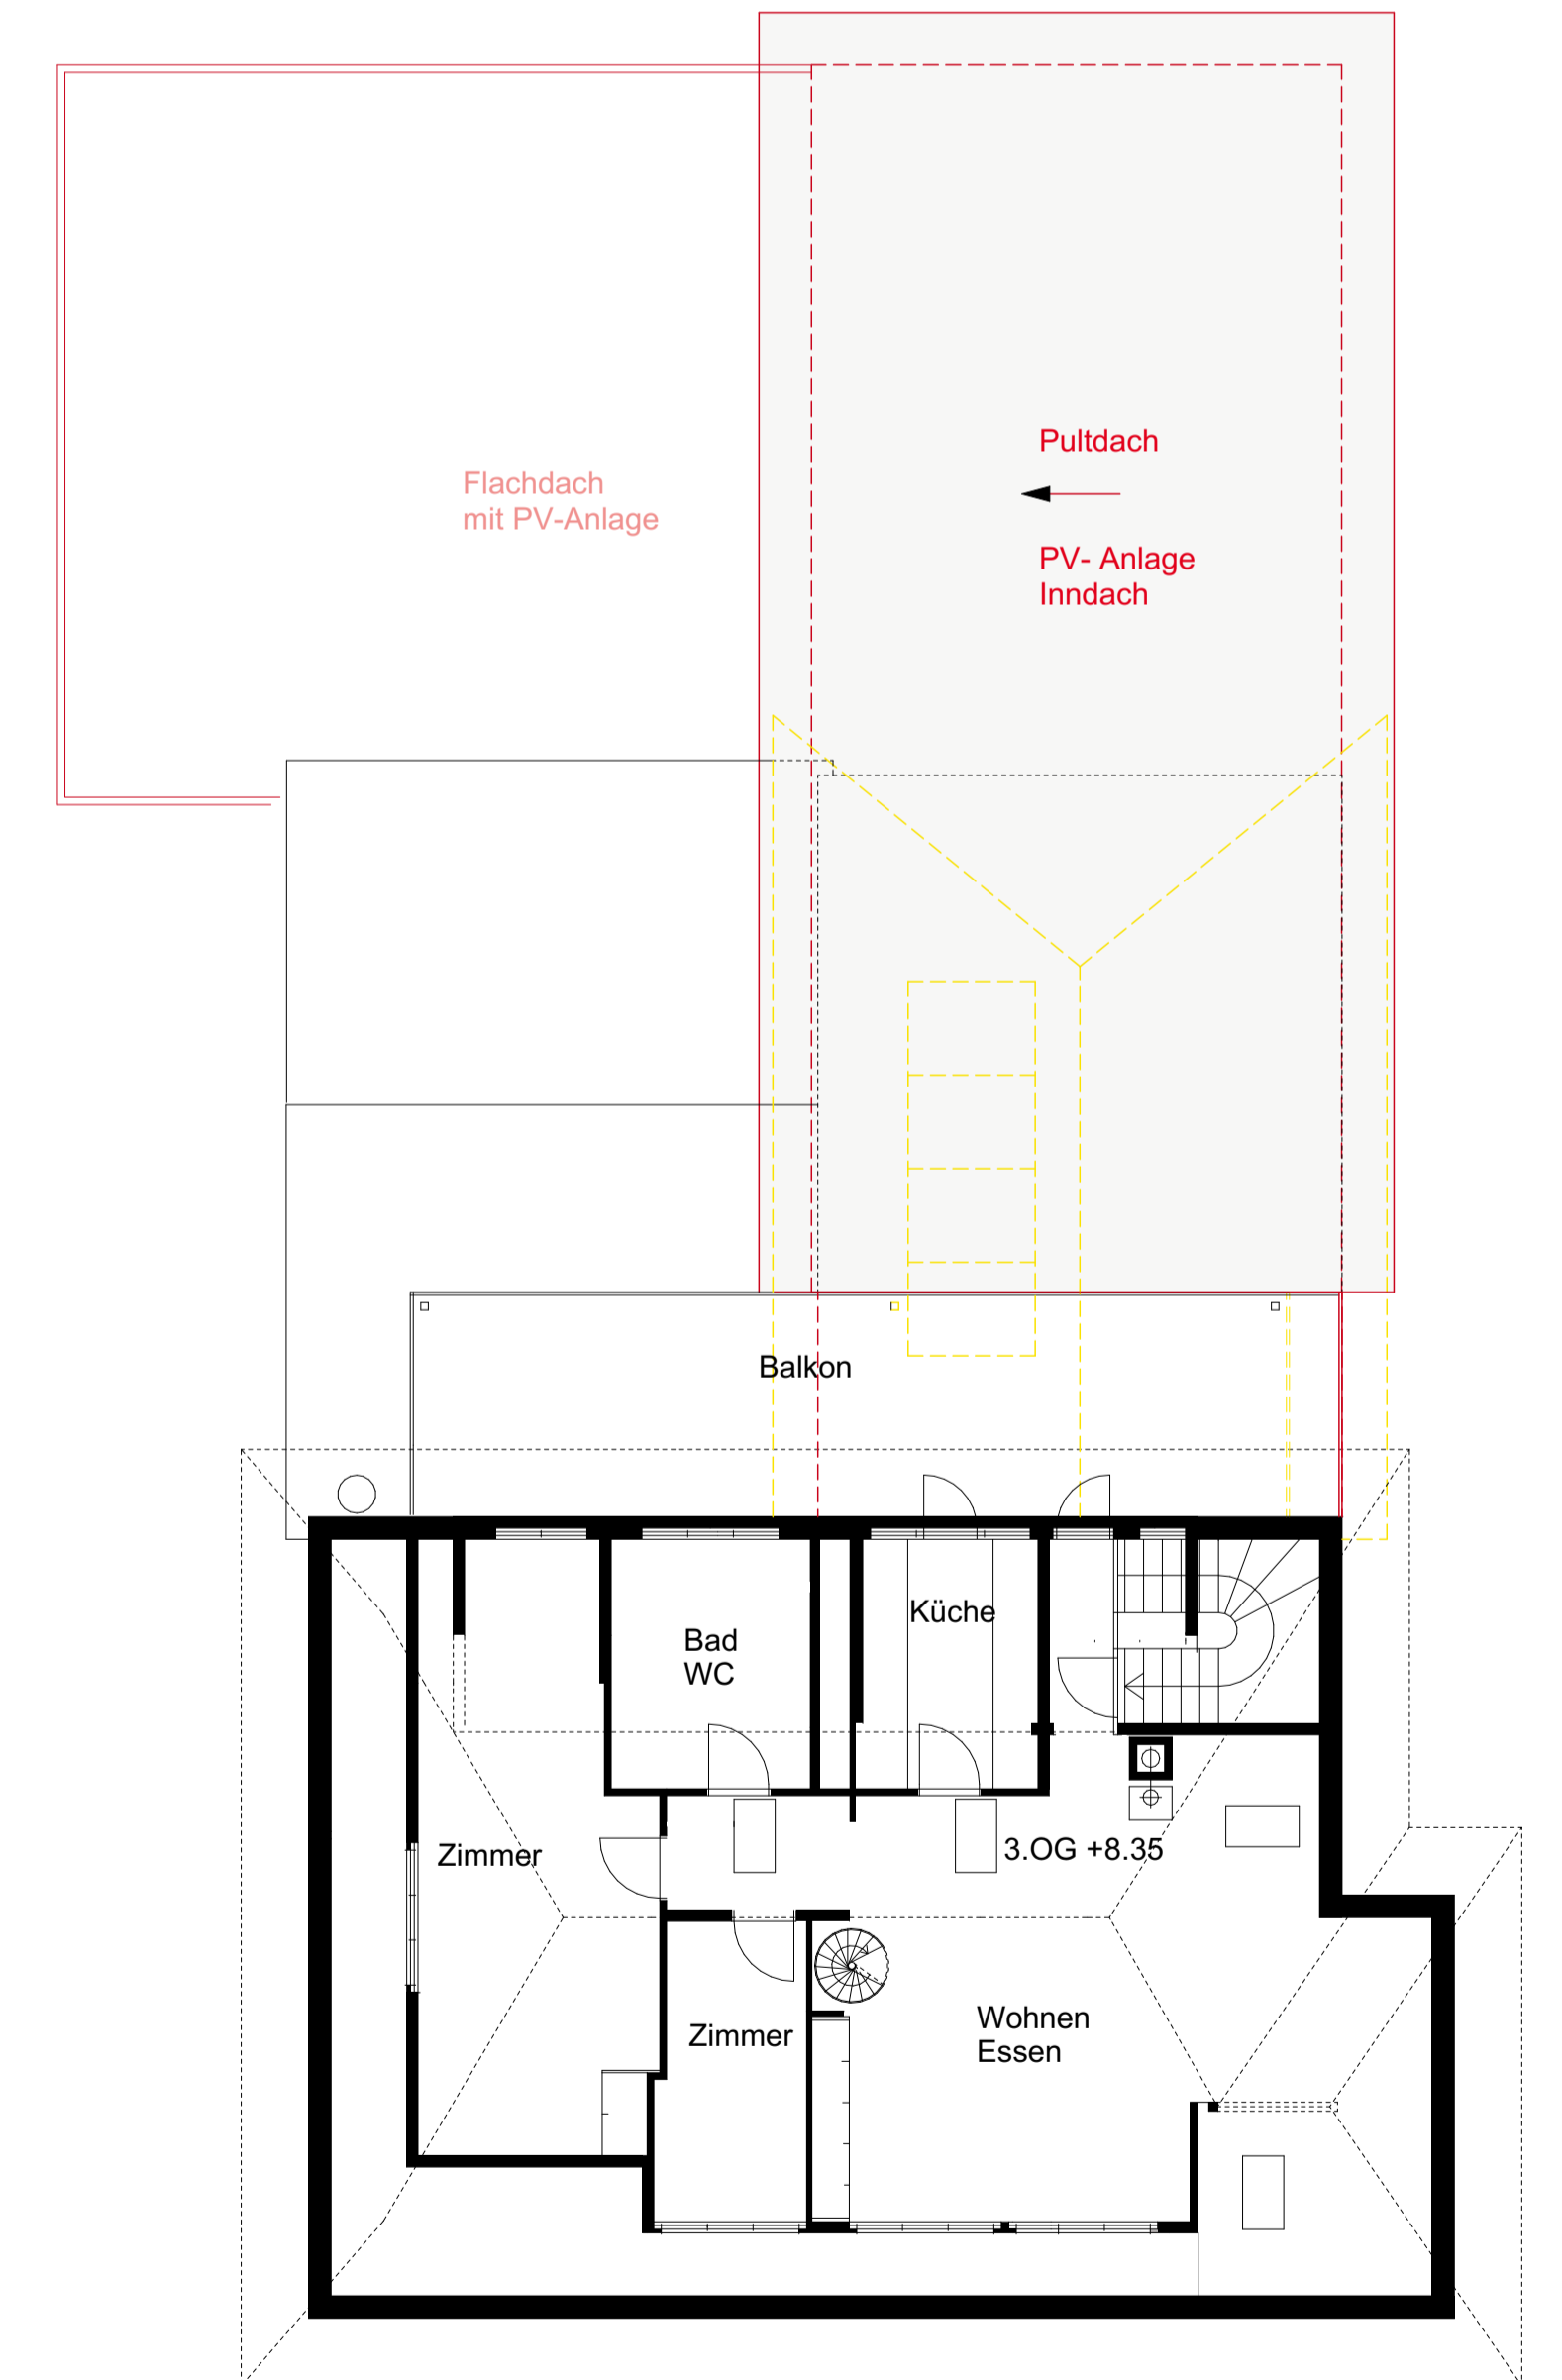 Pultdach
Flachdach
mit PV-Anlage
PV- Anlage
Inndach
Balkon
Küche
Bad
WC
Zimmer
3.OG +8.35
Wohnen
Essen
Zimmer